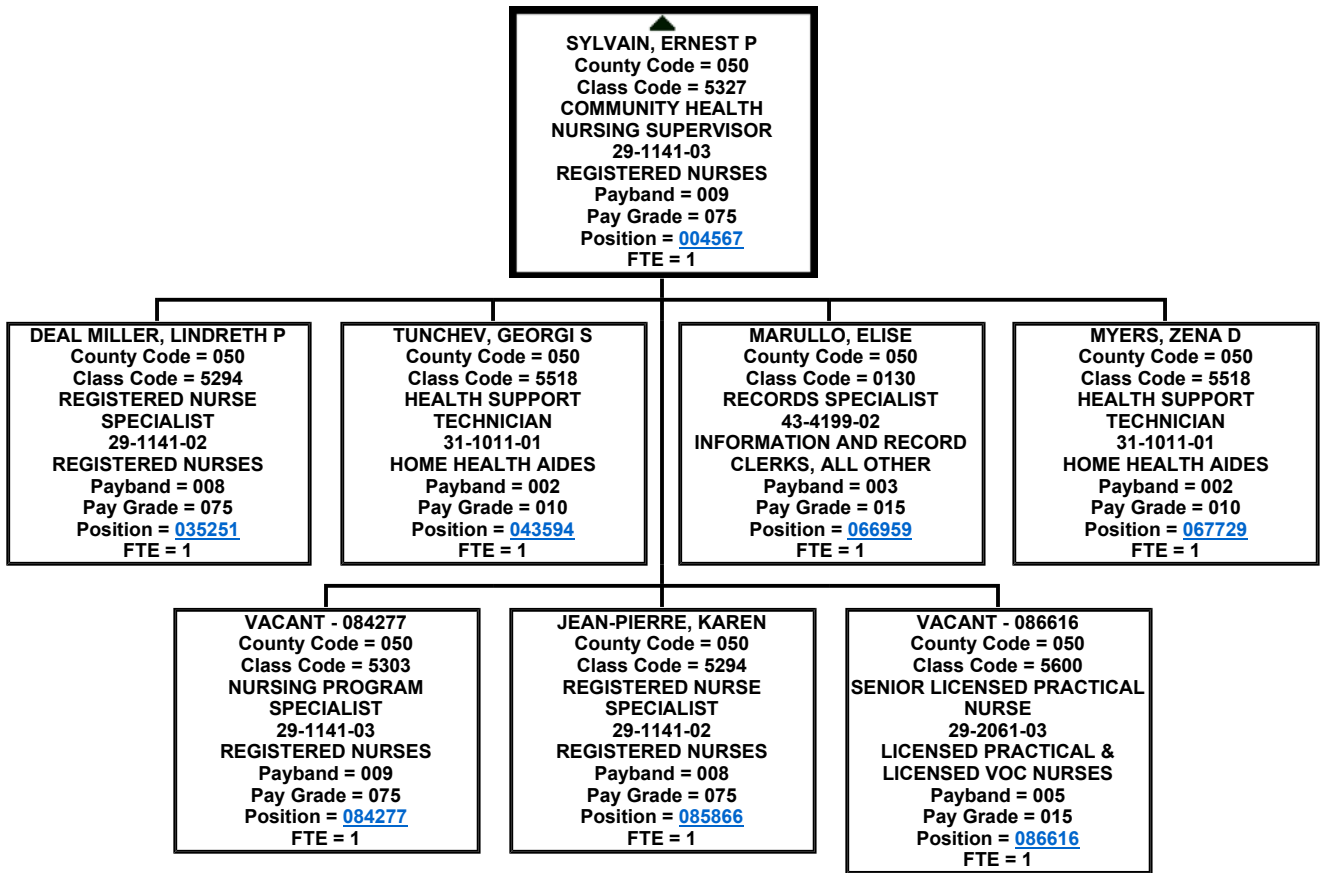 SYLVAIN, ERNEST P
County Code = 050
Class Code = 5327
COMMUNITY HEALTH
NURSING SUPERVISOR
29-1141-03
REGISTERED NURSES
Payband = 009
Pay Grade = 075
Position = 004567
FTE = 1
DEAL MILLER, LINDRETH P
County Code = 050
Class Code = 5294
REGISTERED NURSE
SPECIALIST
29-1141-02
REGISTERED NURSES
Payband = 008
Pay Grade = 075
Position = 035251
FTE = 1
TUNCHEV, GEORGI S
County Code = 050
Class Code = 5518
HEALTH SUPPORT
TECHNICIAN
31-1011-01
HOME HEALTH AIDES
Payband = 002
Pay Grade = 010
Position = 043594
FTE = 1
MARULLO, ELISE
County Code = 050
Class Code = 0130
RECORDS SPECIALIST
43-4199-02
INFORMATION AND RECORD
CLERKS, ALL OTHER
Payband = 003
Pay Grade = 015
Position = 066959
FTE = 1
MYERS, ZENA D
County Code = 050
Class Code = 5518
HEALTH SUPPORT
TECHNICIAN
31-1011-01
HOME HEALTH AIDES
Payband = 002
Pay Grade = 010
Position = 067729
FTE = 1
VACANT - 084277
County Code = 050
Class Code = 5303
NURSING PROGRAM
SPECIALIST
29-1141-03
REGISTERED NURSES
Payband = 009
Pay Grade = 075
Position = 084277
FTE = 1
JEAN-PIERRE, KAREN
County Code = 050
Class Code = 5294
REGISTERED NURSE
SPECIALIST
29-1141-02
REGISTERED NURSES
Payband = 008
Pay Grade = 075
Position = 085866
FTE = 1
VACANT - 086616
County Code = 050
Class Code = 5600
SENIOR LICENSED PRACTICAL
NURSE
29-2061-03
LICENSED PRACTICAL &
LICENSED VOC NURSES
Payband = 005
Pay Grade = 015
Position = 086616
FTE = 1